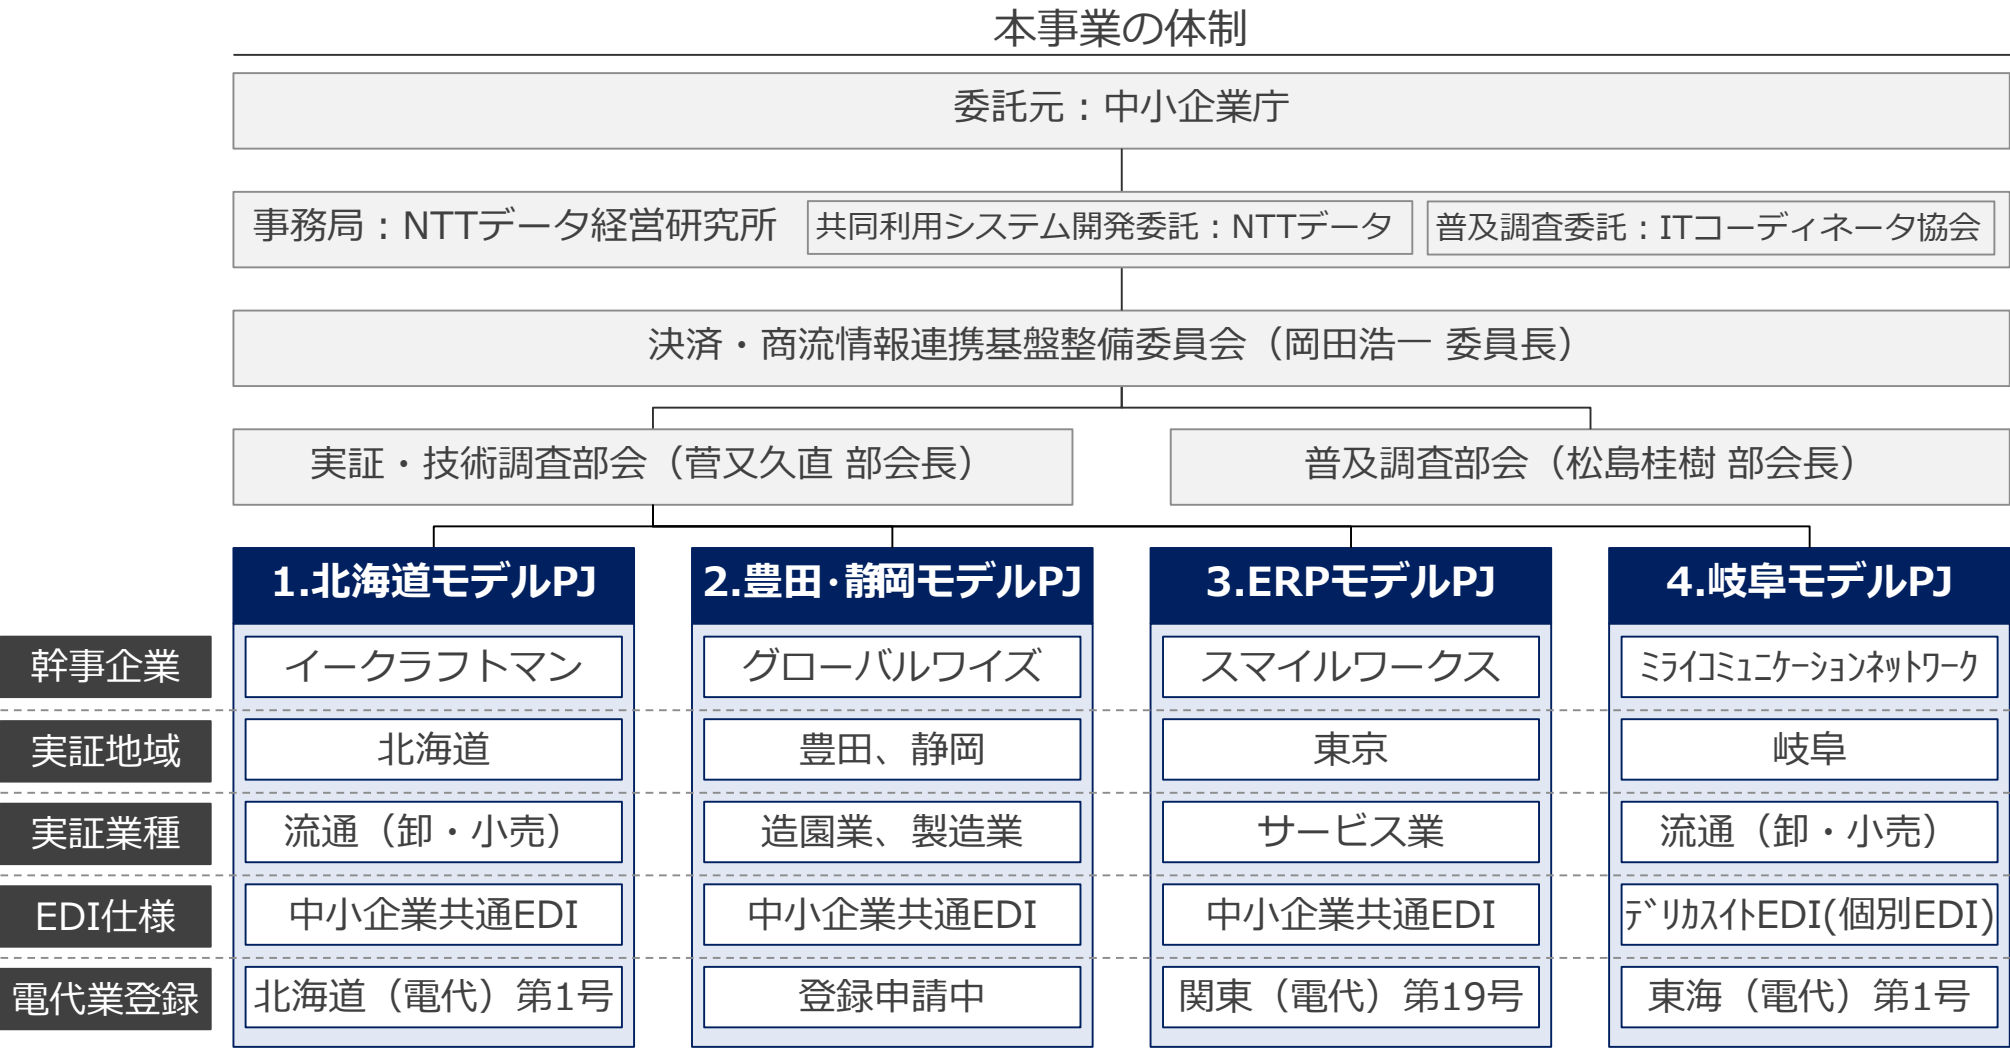 本事業の体制
委託元：中小企業庁
事務局：NTTデータ経営研究所
共同利用システム開発委託：NTTデータ
普及調査委託：ITコーディネータ協会
決済・商流情報連携基盤整備委員会（岡田浩一 委員長）
実証・技術調査部会（菅又久直 部会長）
普及調査部会（松島桂樹 部会長）
1.北海道モデルPJ
2.豊田･静岡モデルPJ
3.ERPモデルPJ
4.岐阜モデルPJ
幹事企業
イークラフトマン
グローバルワイズ
スマイルワークス
ﾐﾗｲｺﾐｭﾆｹｰｼｮﾝﾈｯﾄﾜｰｸ
実証地域
北海道
豊田、静岡
東京
岐阜
実証業種
流通（卸・小売）
造園業、製造業
サービス業
流通（卸・小売）
EDI仕様
中小企業共通EDI
中小企業共通EDI
中小企業共通EDI
ﾃﾞﾘｶｽｲﾄEDI(個別EDI)
電代業登録
北海道（電代）第1号
登録申請中
関東（電代）第19号
東海（電代）第1号